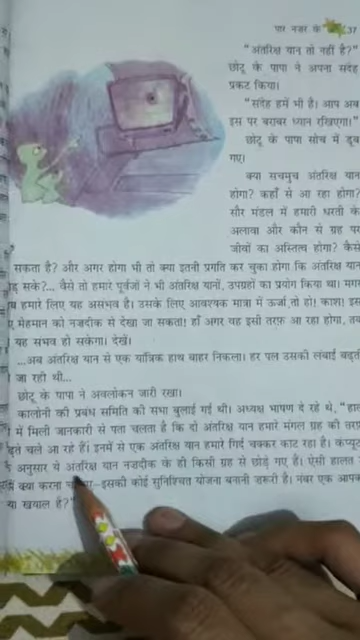 पार नज़र के 37
"अंतरिक्ष यान तो नहीं है?"
छोटू के पापा ने अपना संदेह
प्रकट किया।
"संदेह हमें भी है। आप अब
इस पर बराबर ध्यान रखिएगा।"
छोटू के पापा सोच में डूब
गए।
क्या सचमुच अंतरिक्ष यान
होगा? कहाँ से आ रहा होगा?
सौर मंडल में हमारी धरती के
अलावा और कौन से ग्रह पर
जीवों का अस्तित्व होगा? कैसे
सकता है? और अगर होगा भी तो क्या इतनी प्रगति कर चुका होगा कि अंतरिक्ष यान
सके?... वैसे तो हमारे पूर्वजों ने भी अंतरिक्ष यानों, उपग्रहों का प्रयोग किया था। मगर
हमारे लिए यह असंभव है। उसके लिए आवश्यक मात्रा में ऊर्जा तो हो! काश! इस
मेहमान को नज़दीक से देखा जा सकता! हाँ अगर वह इसी तरफ़ आ रहा होगा, तब
यह संभव हो सकेगा। देखें।
...अब अंतरिक्ष यान से एक यांत्रिक हाथ बाहर निकला। हर पल उसकी लंबाई बढ़ती
जा रही थी...
छोटू के पापा ने अवलोकन जारी रखा।
कालोनी की प्रबंध समिति की सभा बुलाई गई थी। अध्यक्ष भाषण दे रहे थे, "हाल
में मिली जानकारी से पता चलता है कि दो अंतरिक्ष यान हमारे मंगल ग्रह की तरफ़
चले आ रहे हैं। इनमें से एक अंतरिक्ष यान हमारे गिर्द चक्कर काट रहा है। कंप्यूटर
अनुसार ये अंतरिक्ष यान नज़दीक के ही किसी ग्रह से छोड़े गए हैं। ऐसी हालत में
क्या करना इसकी कोई सुनिश्चित योजना बनानी ज़रूरी है। नंबर एक आपका
खयाल है?"